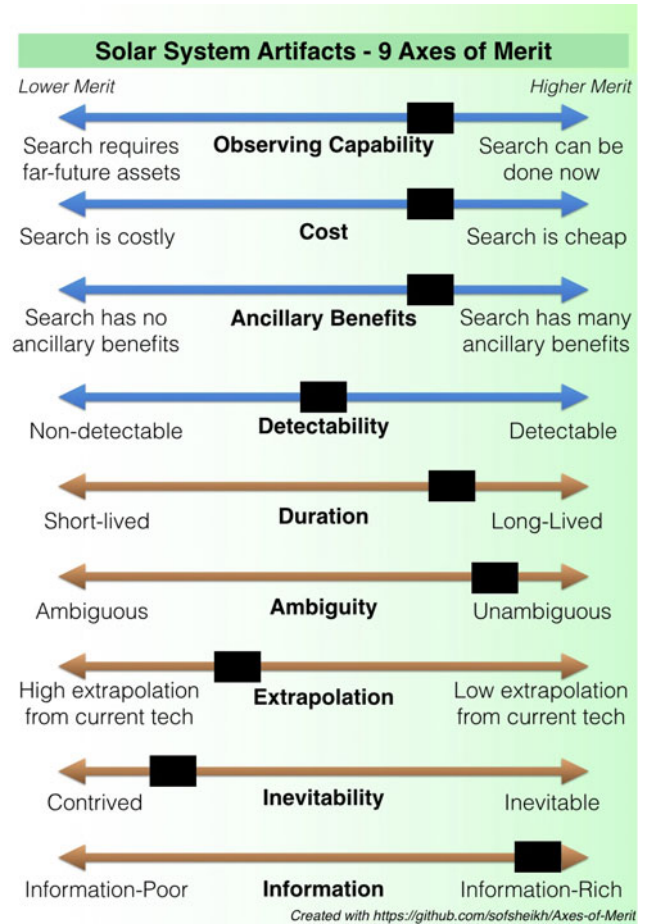 Solar System Artifacts - 9 Axes of Merit
Lower Merit Higher Merit
Search requires
far-future assets
Observing Capability
Search can be
done now
Search is costly
Cost
Search is cheap
Search has no
ancillary benefits
Ancillary Benefits
Search has many
ancillary benefits
Non-detectable
Detectability
Detectable
Short-lived
Duration
Long-Lived
Ambiguous
Ambiguity
Unambiguous
High extrapolation
from current tech
Extrapolation
Low extrapolation
from current tech
Contrived
Inevitability
Inevitable
Information-Poor
Information
Information-Rich
Created with https://github.com/sofsheikh/Axes-of-Merit